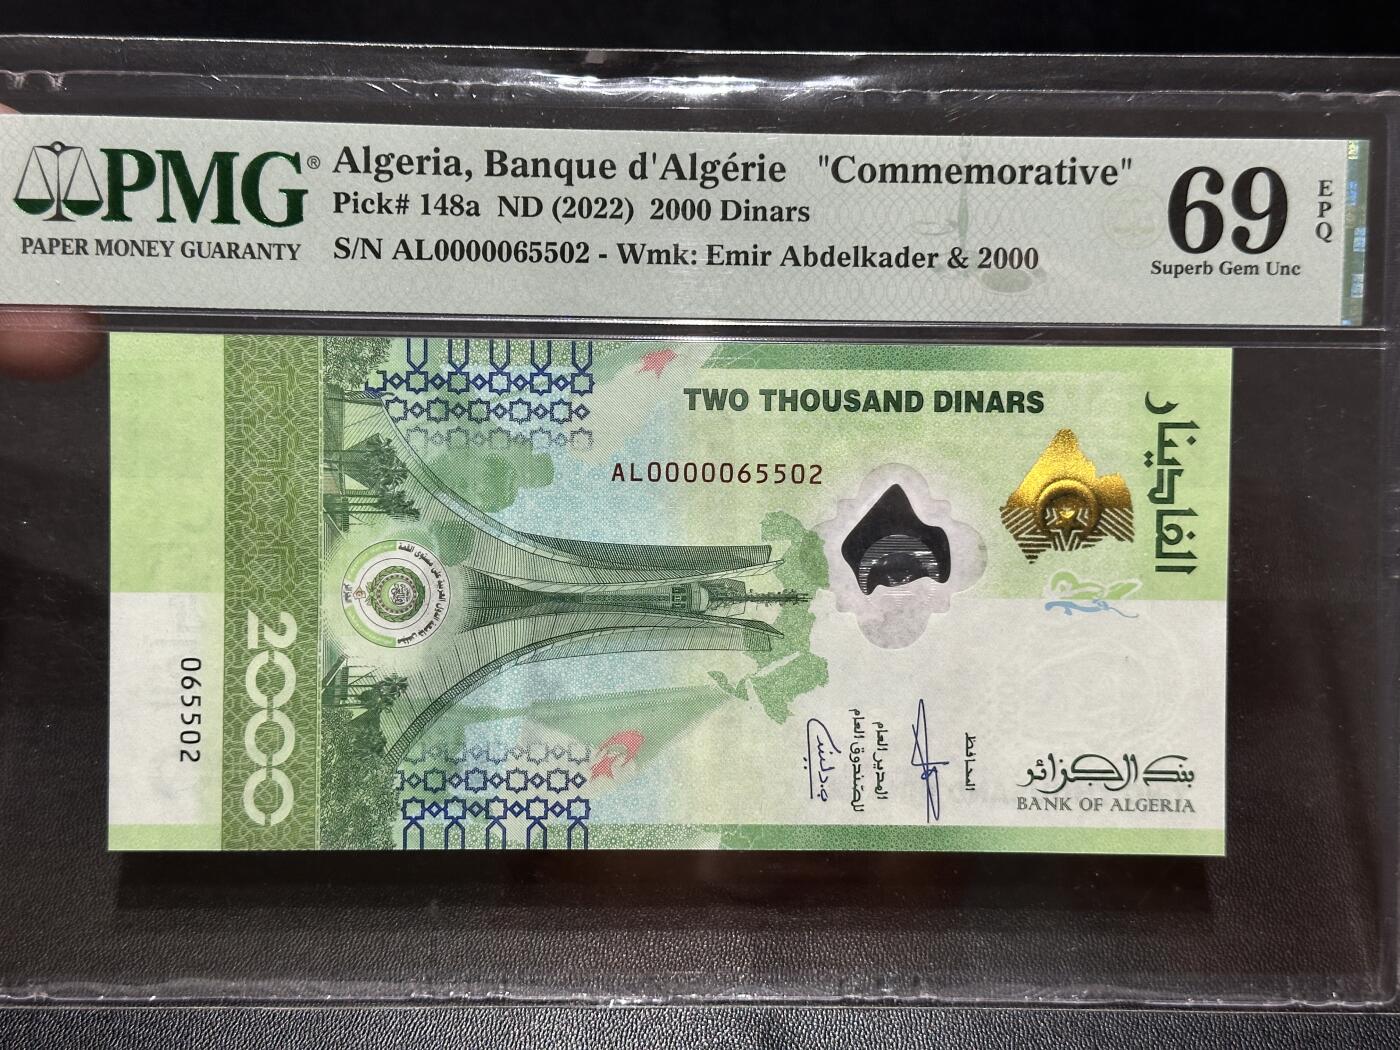 PMG® Algeria, Banque d'Algérie "Commemorative" 69 EPQ
Pick# 148a ND (2022) 2000 Dinars
PAPER MONEY GUARANTY S/N AL0000065502 - Wmk: Emir Abdelkader & 2000 Superb Gem Unc
TWO THOUSAND DINARS
AL0000065502
ألفا دينار
2000
065502
المحافظ
المدير العام
للصندوق العام
بنك الجزائر
BANK OF ALGERIA